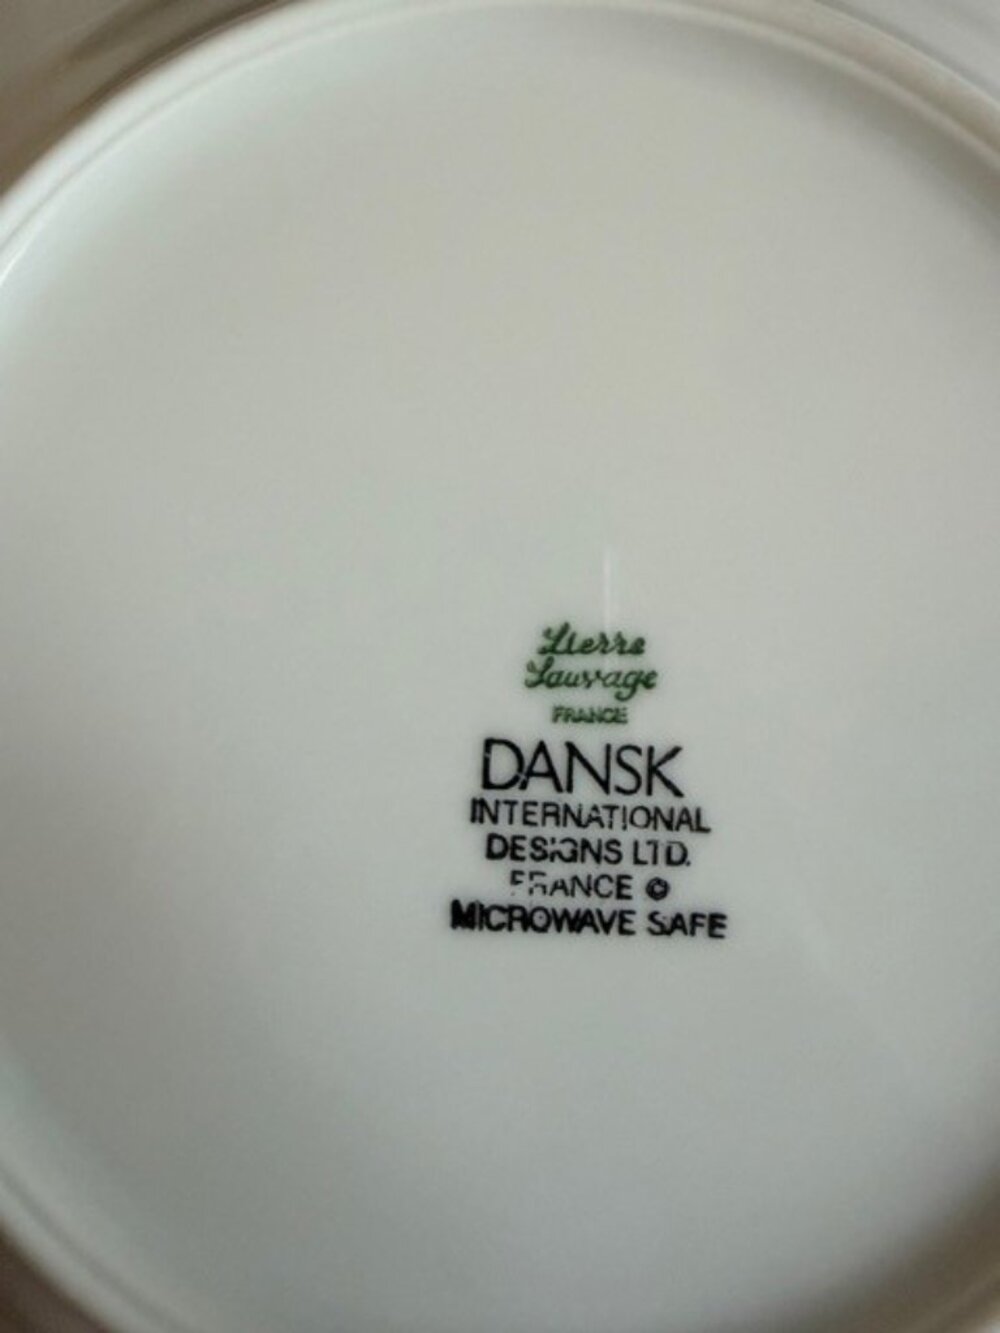 Lierre
Sauvage
FRANCE
DANSK
INTERNATIONAL
DESIGNS LTD.
FRANCE ©
MICROWAVE SAFE